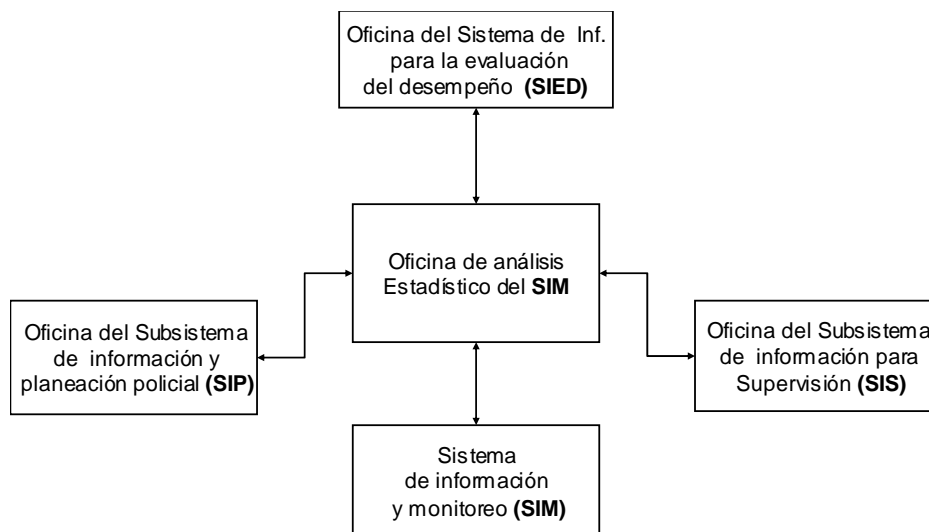 Oficina del Sistema de Inf.
para la evaluación
del desempeño (SIED)
Oficina de análisis
Estadístico del SIM
Oficina del Subsistema
de información y
planeación policial (SIP)
Oficina del Subsistema
de información para
Supervisión (SIS)
Sistema
de información
y monitoreo (SIM)